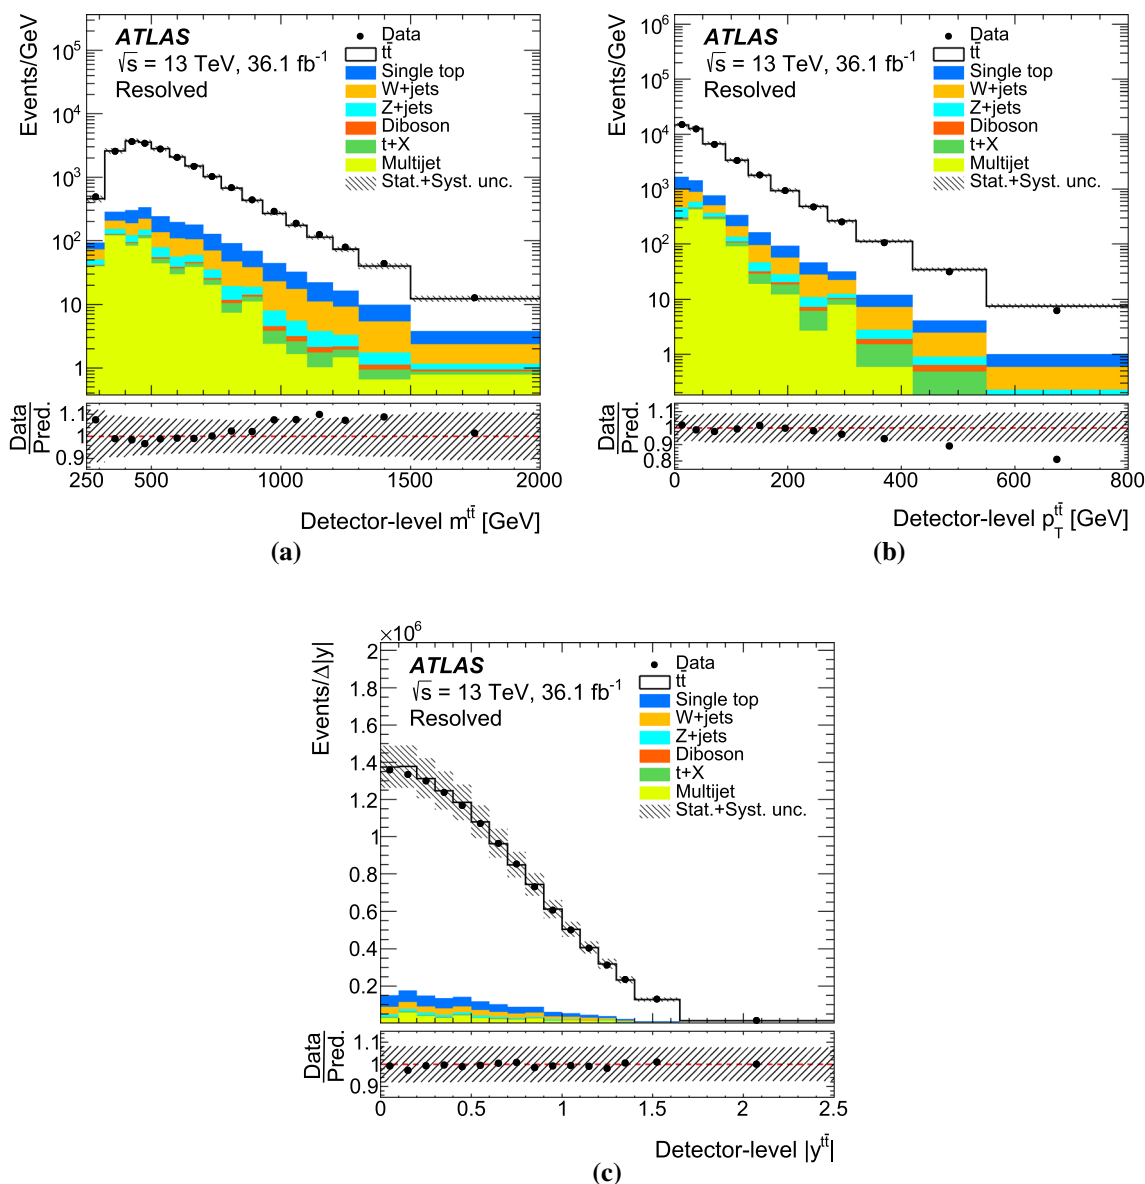 Events/GeV
10⁵
10⁴
10³
10²
10
1
ATLAS
√s = 13 TeV, 36.1 fb⁻¹
Resolved
Data
tt̄
Single top
W+jets
Z+jets
Diboson
t+X
Multijet
Stat.+Syst. unc.
Data
Pred.
1.1
1
0.9
250 500 1000 1500 2000
Detector-level m^{tt̄} [GeV]
(a)
Events/GeV
10⁶
10⁵
10⁴
10³
10²
10
1
ATLAS
√s = 13 TeV, 36.1 fb⁻¹
Resolved
Data
tt̄
Single top
W+jets
Z+jets
Diboson
t+X
Multijet
Stat.+Syst. unc.
Data
Pred.
1.1
1
0.9
0.8
0 200 400 600 800
Detector-level p_T^{tt̄} [GeV]
(b)
×10⁶
Events/Δ|y|
2
1.8
1.6
1.4
1.2
1
0.8
0.6
0.4
0.2
ATLAS
√s = 13 TeV, 36.1 fb⁻¹
Resolved
Data
tt̄
Single top
W+jets
Z+jets
Diboson
t+X
Multijet
Stat.+Syst. unc.
Data
Pred.
1.1
1
0.9
0 0.5 1 1.5 2 2.5
Detector-level |y^{tt̄}|
(c)